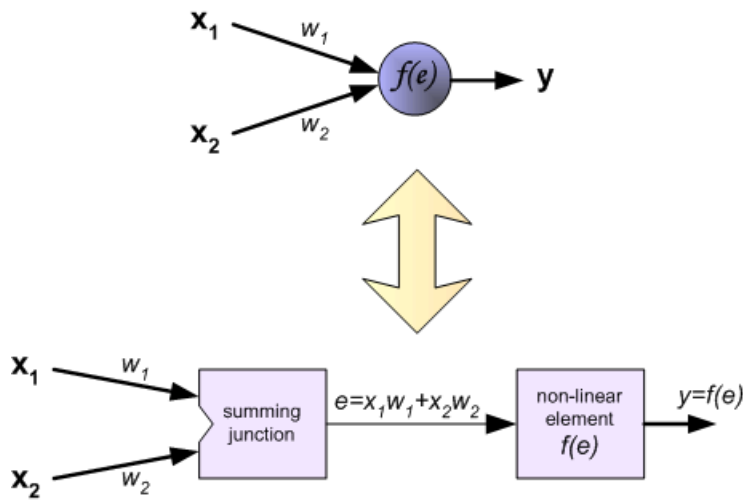 x₁
w₁
f(e)
y
x₂
w₂
x₁
w₁
summing
junction
e=x₁w₁+x₂w₂
non-linear
element
f(e)
y=f(e)
x₂
w₂